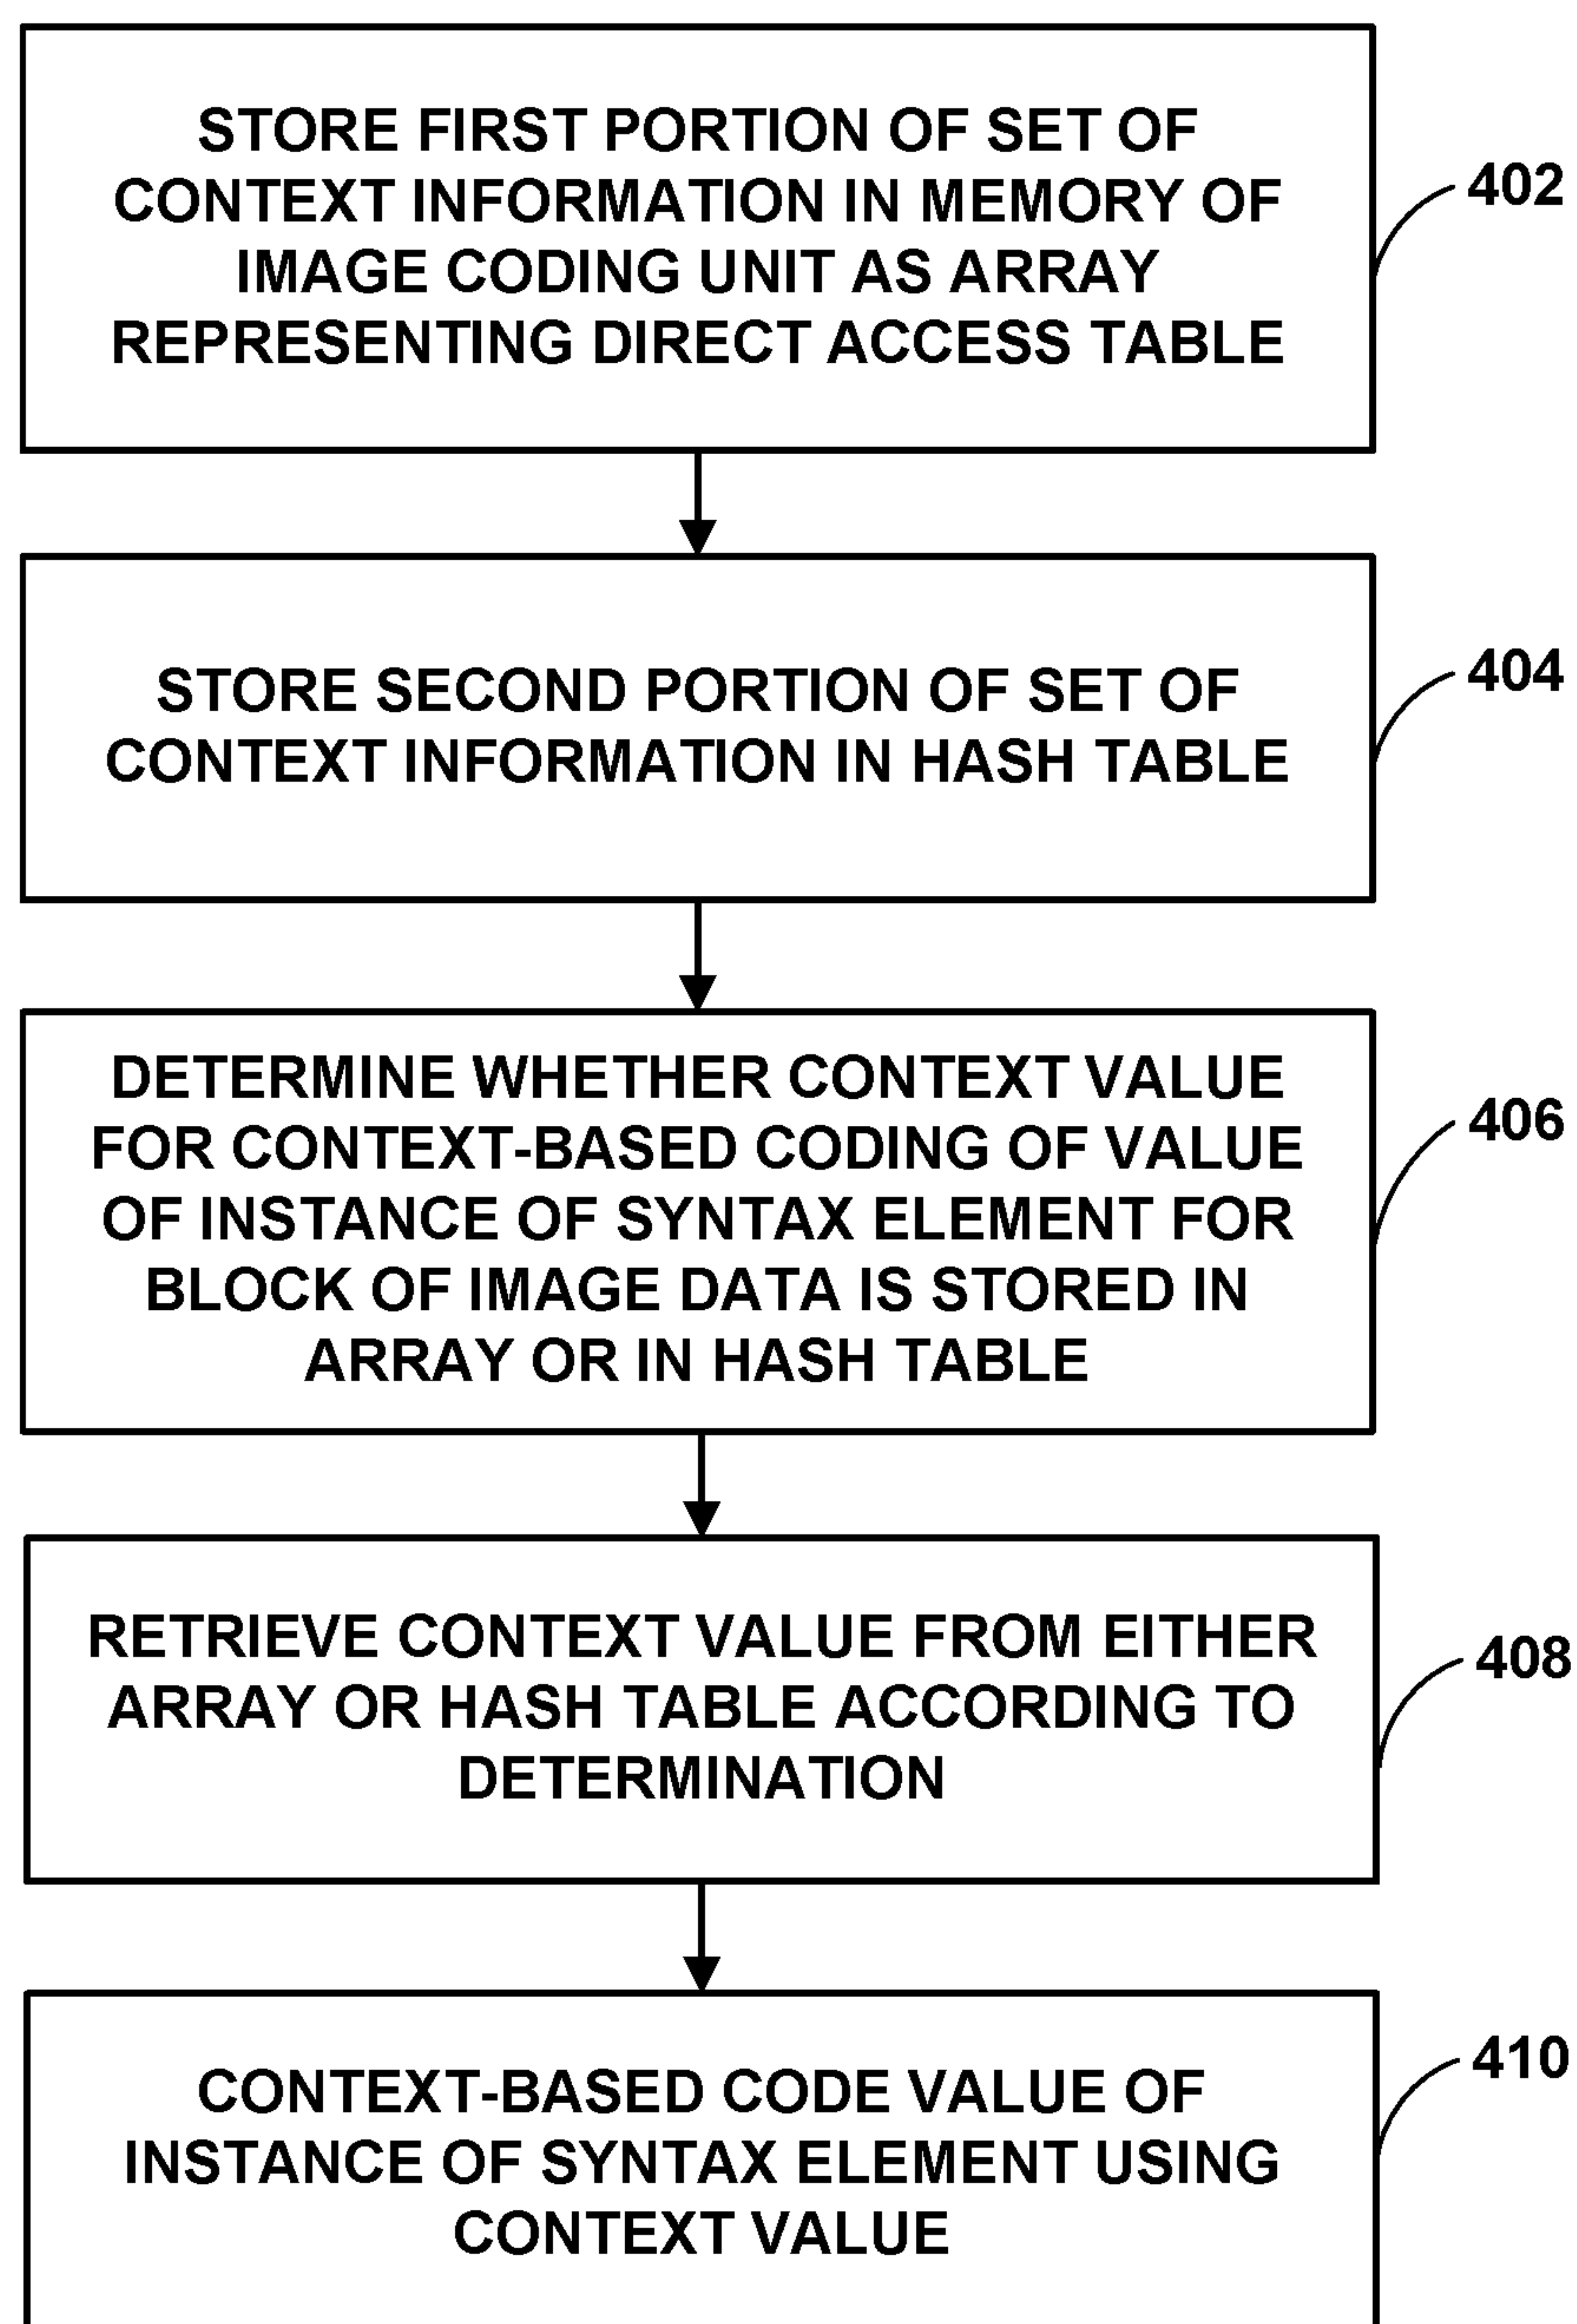 STORE FIRST PORTION OF SET OF
CONTEXT INFORMATION IN MEMORY OF
IMAGE CODING UNIT AS ARRAY
REPRESENTING DIRECT ACCESS TABLE
402
STORE SECOND PORTION OF SET OF
CONTEXT INFORMATION IN HASH TABLE
404
DETERMINE WHETHER CONTEXT VALUE
FOR CONTEXT-BASED CODING OF VALUE
OF INSTANCE OF SYNTAX ELEMENT FOR
BLOCK OF IMAGE DATA IS STORED IN
ARRAY OR IN HASH TABLE
406
RETRIEVE CONTEXT VALUE FROM EITHER
ARRAY OR HASH TABLE ACCORDING TO
DETERMINATION
408
CONTEXT-BASED CODE VALUE OF
INSTANCE OF SYNTAX ELEMENT USING
CONTEXT VALUE
410